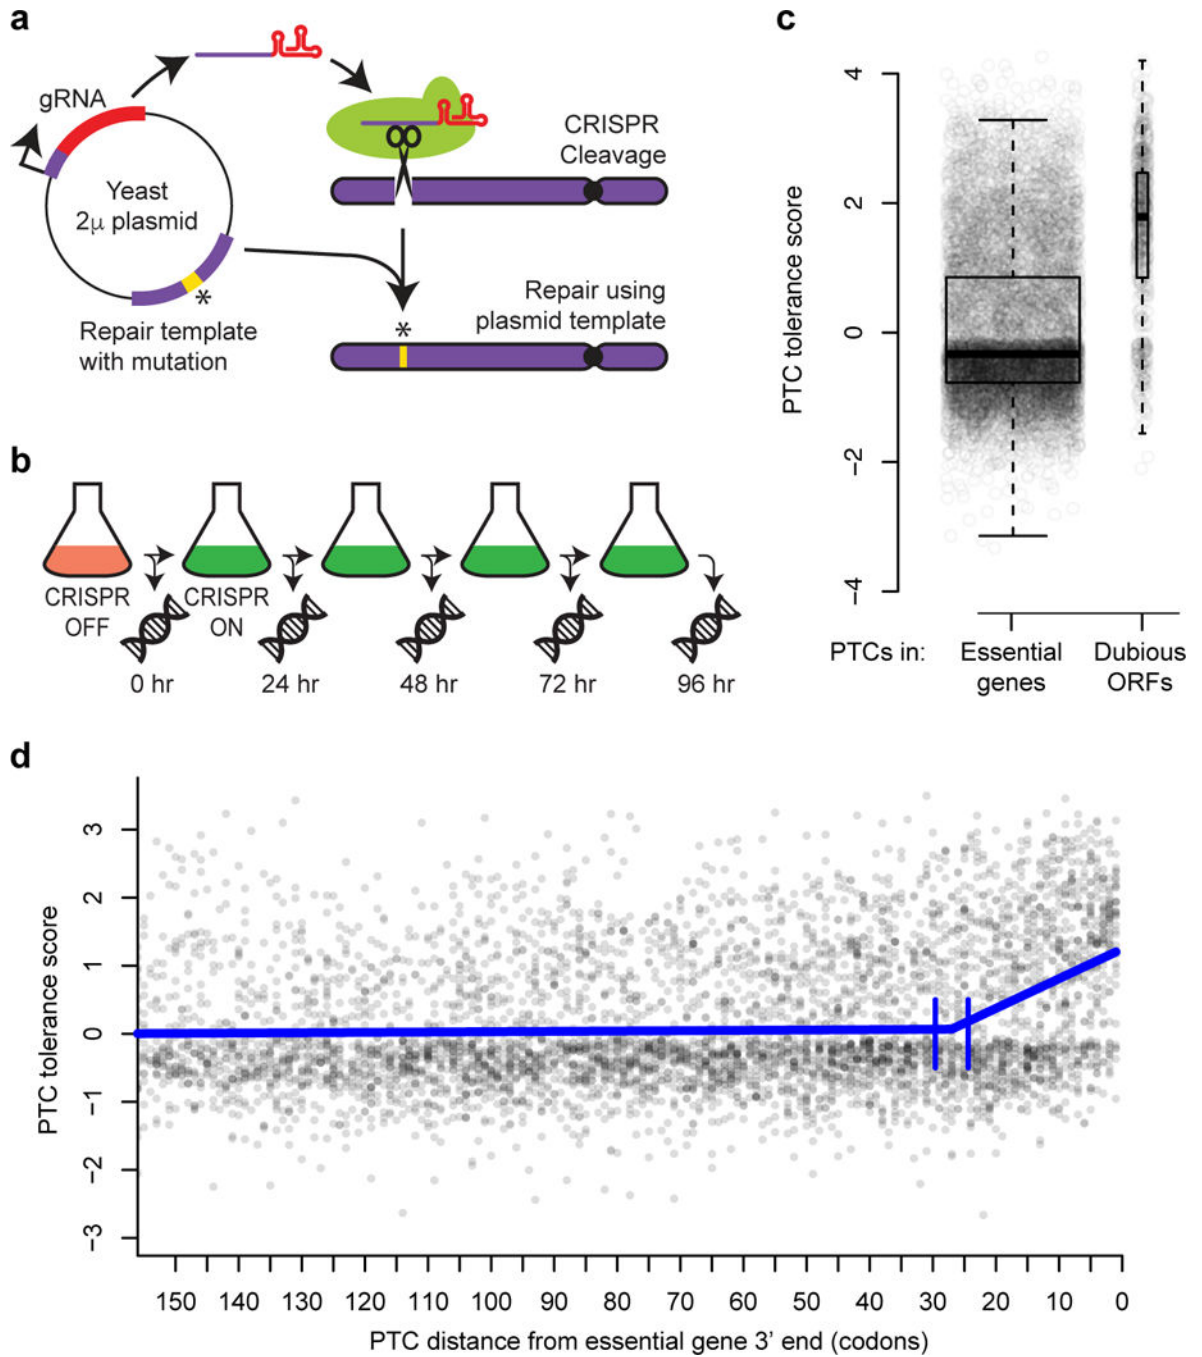 a
gRNA
Yeast
2μ plasmid
*
Repair template
with mutation
CRISPR
Cleavage
Repair using
plasmid template
*
b
CRISPR
OFF
CRISPR
ON
0 hr
24 hr
48 hr
72 hr
96 hr
c
PTC tolerance score
4
2
0
−2
−4
PTCs in:
Essential
genes
Dubious
ORFs
d
PTC tolerance score
3
2
1
0
−1
−2
−3
150 140 130 120 110 100 90 80 70 60 50 40 30 20 10 0
PTC distance from essential gene 3' end (codons)